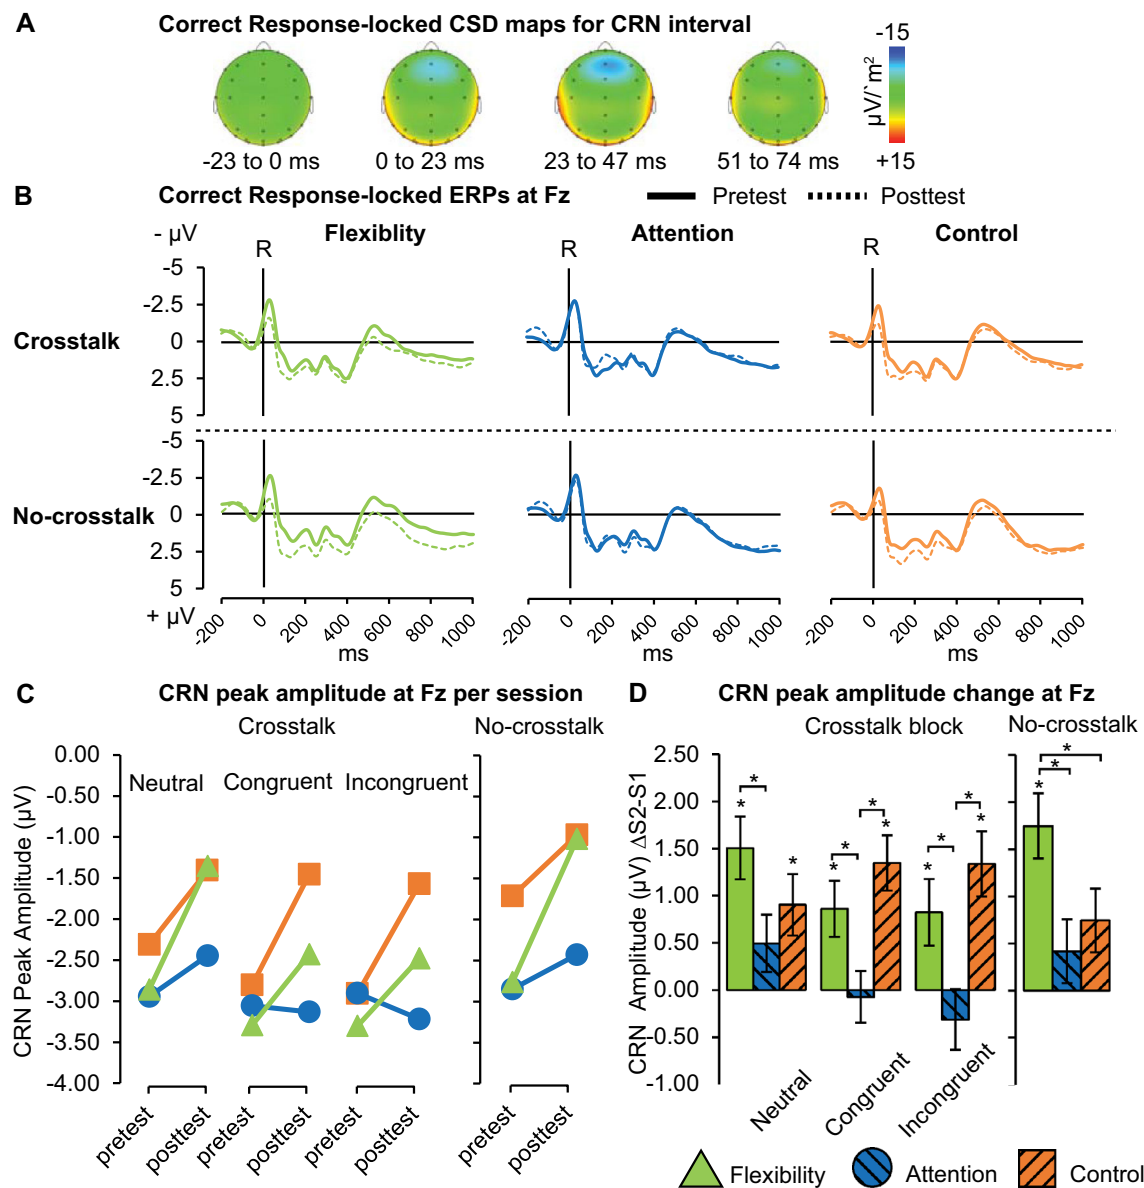 A Correct Response-locked CSD maps for CRN interval
-15
µV/`m²
+15
-23 to 0 ms 0 to 23 ms 23 to 47 ms 51 to 74 ms
B Correct Response-locked ERPs at Fz Pretest Posttest
- µV Flexiblity Attention Control
R R R
-5
-2.5
Crosstalk 0
2.5
5
-5
-2.5
No-crosstalk 0
2.5
5
+ µV
-200 0 200 400 600 800 1000 -200 0 200 400 600 800 1000 -200 0 200 400 600 800 1000
ms ms ms
C CRN peak amplitude at Fz per session
Crosstalk No-crosstalk
Neutral Congruent Incongruent
CRN Peak Amplitude (µV)
0.00
-0.50
-1.00
-1.50
-2.00
-2.50
-3.00
-3.50
-4.00
pretest posttest pretest posttest pretest posttest pretest posttest
D CRN peak amplitude change at Fz
Crosstalk block No-crosstalk
CRN Amplitude (µV) ΔS2-S1
2.50
2.00
1.50
1.00
0.50
0.00
-0.50
-1.00
* * * * * * * * * * * * *
Neutral Congruent Incongruent
Flexibility Attention Control